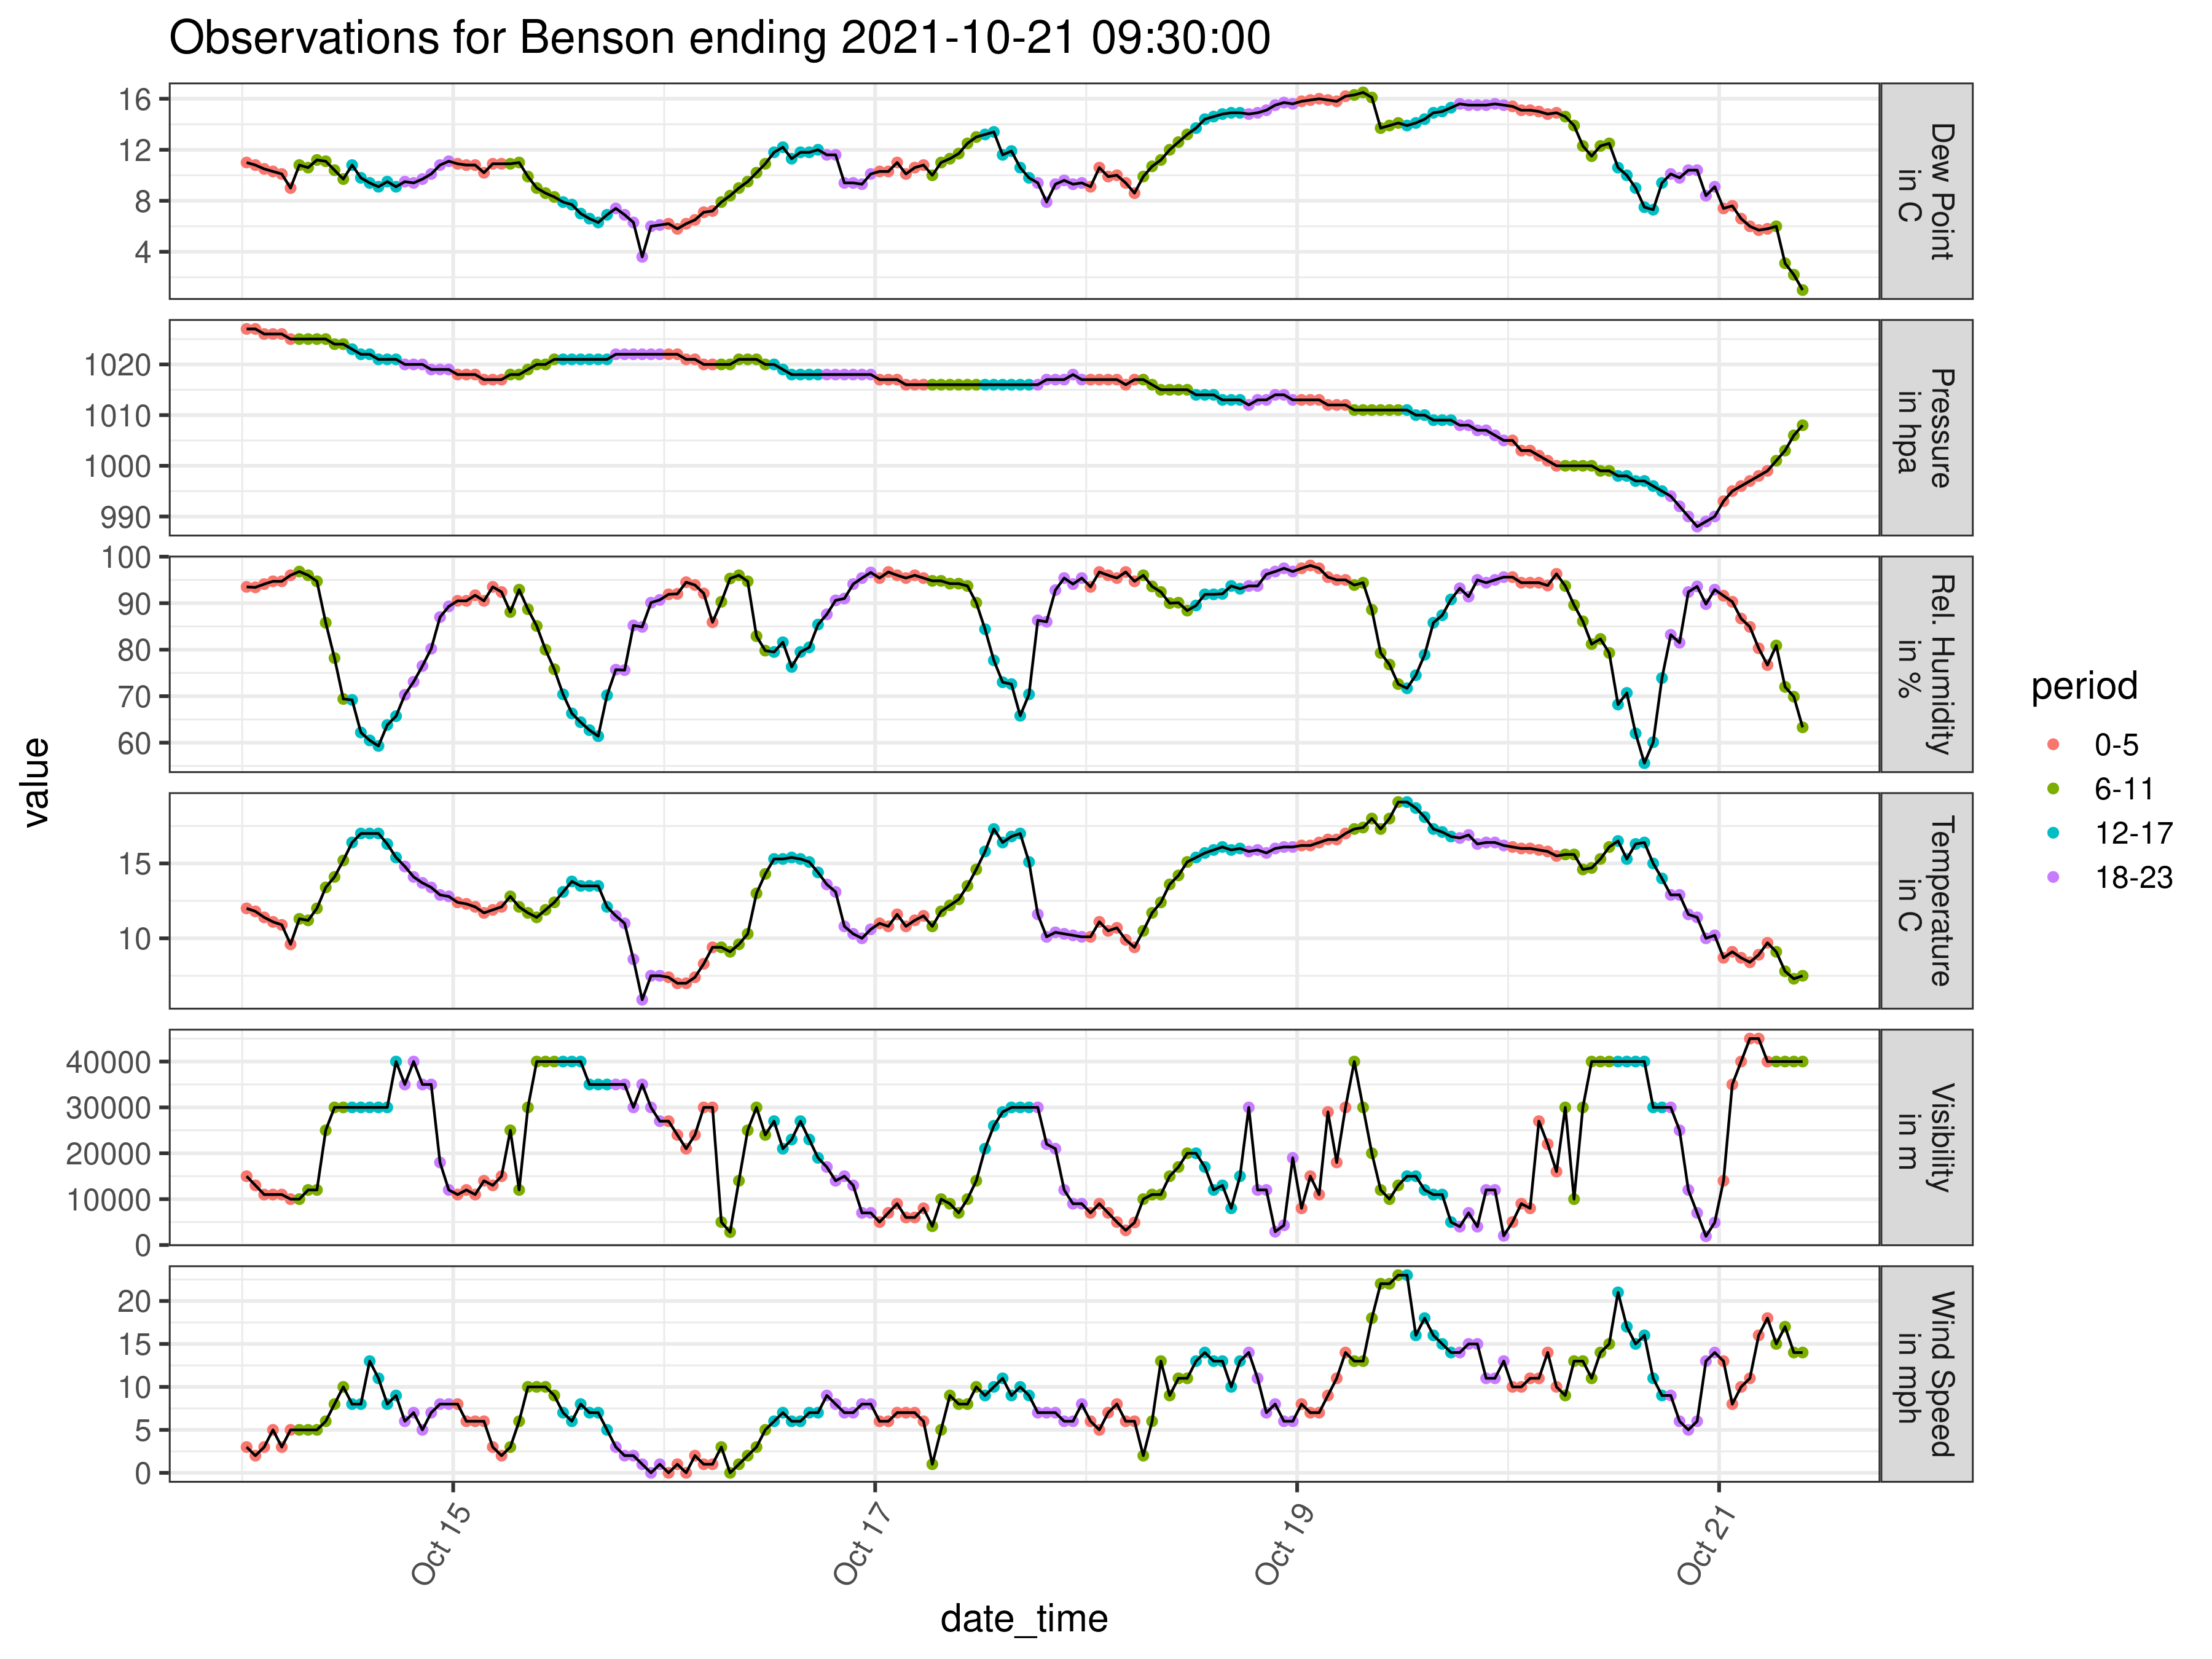 Observations for Benson ending 2021-10-21 09:30:00
value
16
12
8
4
Dew Point
in C
1020
1010
1000
990
Pressure
in hpa
100
90
80
70
60
Rel. Humidity
in %
15
10
Temperature
in C
40000
30000
20000
10000
0
Visibility
in m
20
15
10
5
0
Wind Speed
in mph
Oct 15
Oct 17
Oct 19
Oct 21
date_time
period
0-5
6-11
12-17
18-23